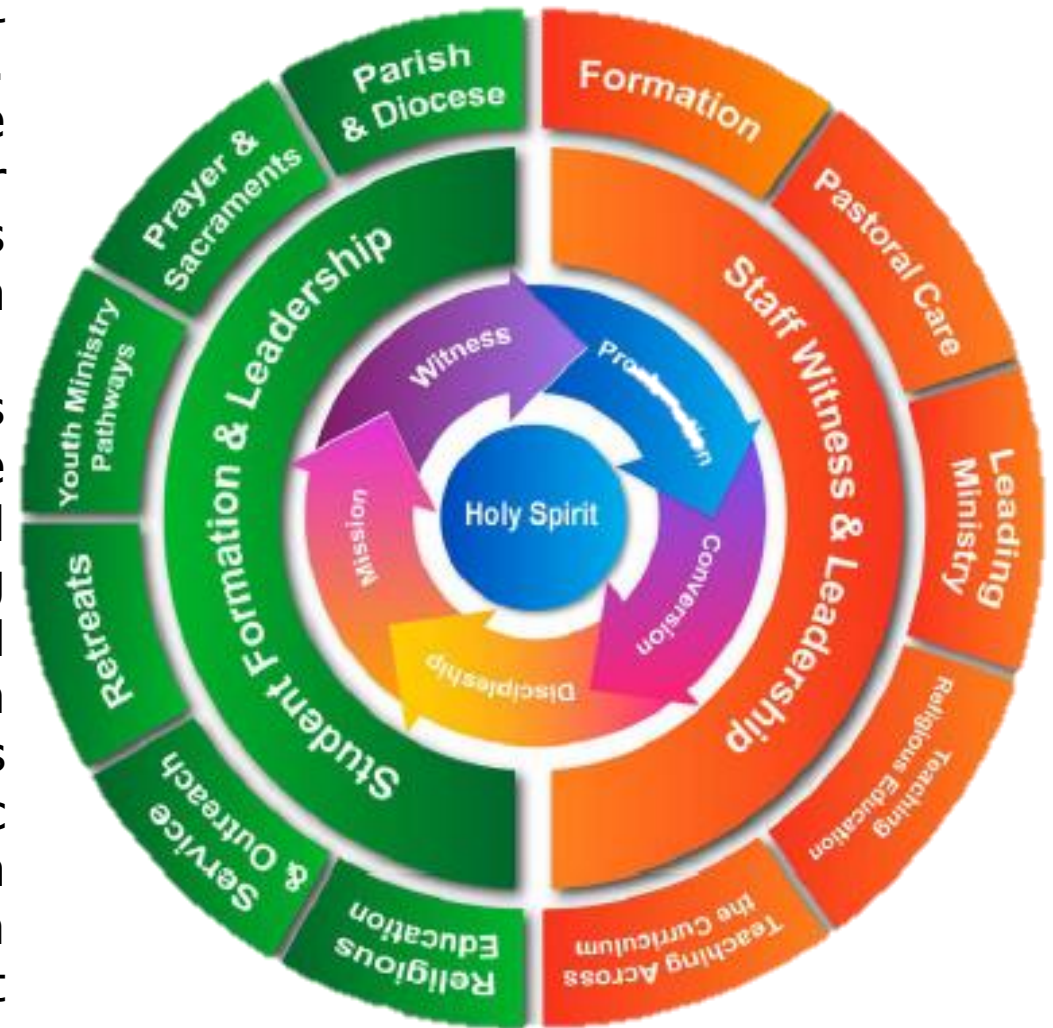 Parish
& Diocese
Prayer &
Sacraments
Youth Ministry
Pathways
Retreats
Service
& Outreach
Religious
Education
Formation
Pastoral Care
Leading
Ministry
Teaching
Religious Education
Teaching Across
the Curriculum
Student Formation & Leadership
Staff Witness & Leadership
Witness
Conversion
Discipleship
Mission
Holy Spirit